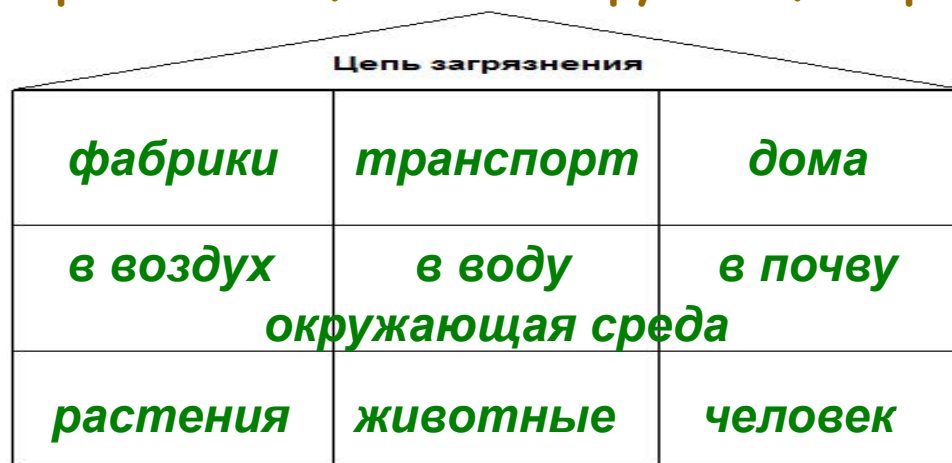 Цепь загрязнения
фабрики транспорт дома
в воздух в воду в почву
окружающая среда
растения животные человек